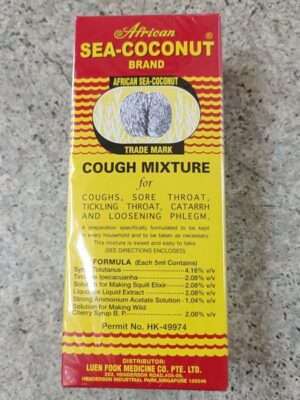 African
SEA-COCONUT ®
BRAND
AFRICAN SEA-COCONUT
TRADE MARK
COUGH MIXTURE
for
COUGHS, SORE THROAT,
TICKLING THROAT, CATARRH
AND LOOSENING PHLEGM.
A preparation specifically formulated to be kept
in every household and to be taken as necessary.
This mixture is sweet and easy to take.
(SEE DIRECTIONS ENCLOSED)
FORMULA (Each 5ml Contains)
Syrup Tolutanus 4.16% v/v
Tincture Ipecacuanha 2.08% v/v
Solution for Making Squill Elixir 2.08% v/v
Liquorice Liquid Extract 2.08% v/v
Strong Ammonium Acetate Solution 1.04% v/v
Solution for Making Wild
Cherry Syrup B. P. 2.08% v/v
Permit No. HK-49974
DISTRIBUTOR:
LUEN FOOK MEDICINE CO. PTE. LTD.
203, HENDERSON ROAD,
HENDERSON INDUSTRIAL PARK, SINGAPORE 159546